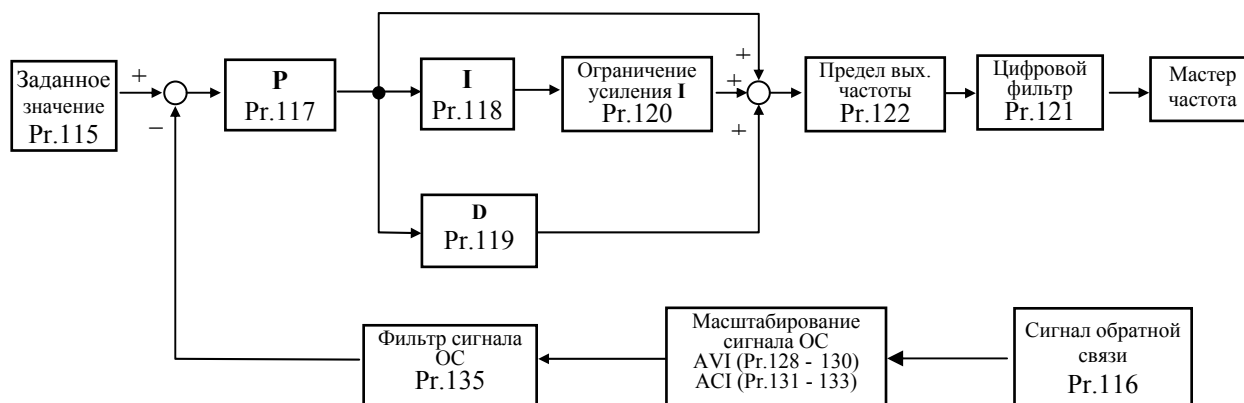 Заданное
значение
Pr.115
+
−
P
Pr.117
I
Pr.118
Ограничение
усиления I
Pr.120
+
+
+
Предел вых.
частоты
Pr.122
Цифровой
фильтр
Pr.121
Мастер
частота
D
Pr.119
Фильтр сигнала
ОС
Pr.135
Масштабирование
сигнала ОС
AVI (Pr.128 - 130)
ACI (Pr.131 - 133)
Сигнал обратной
связи
Pr.116